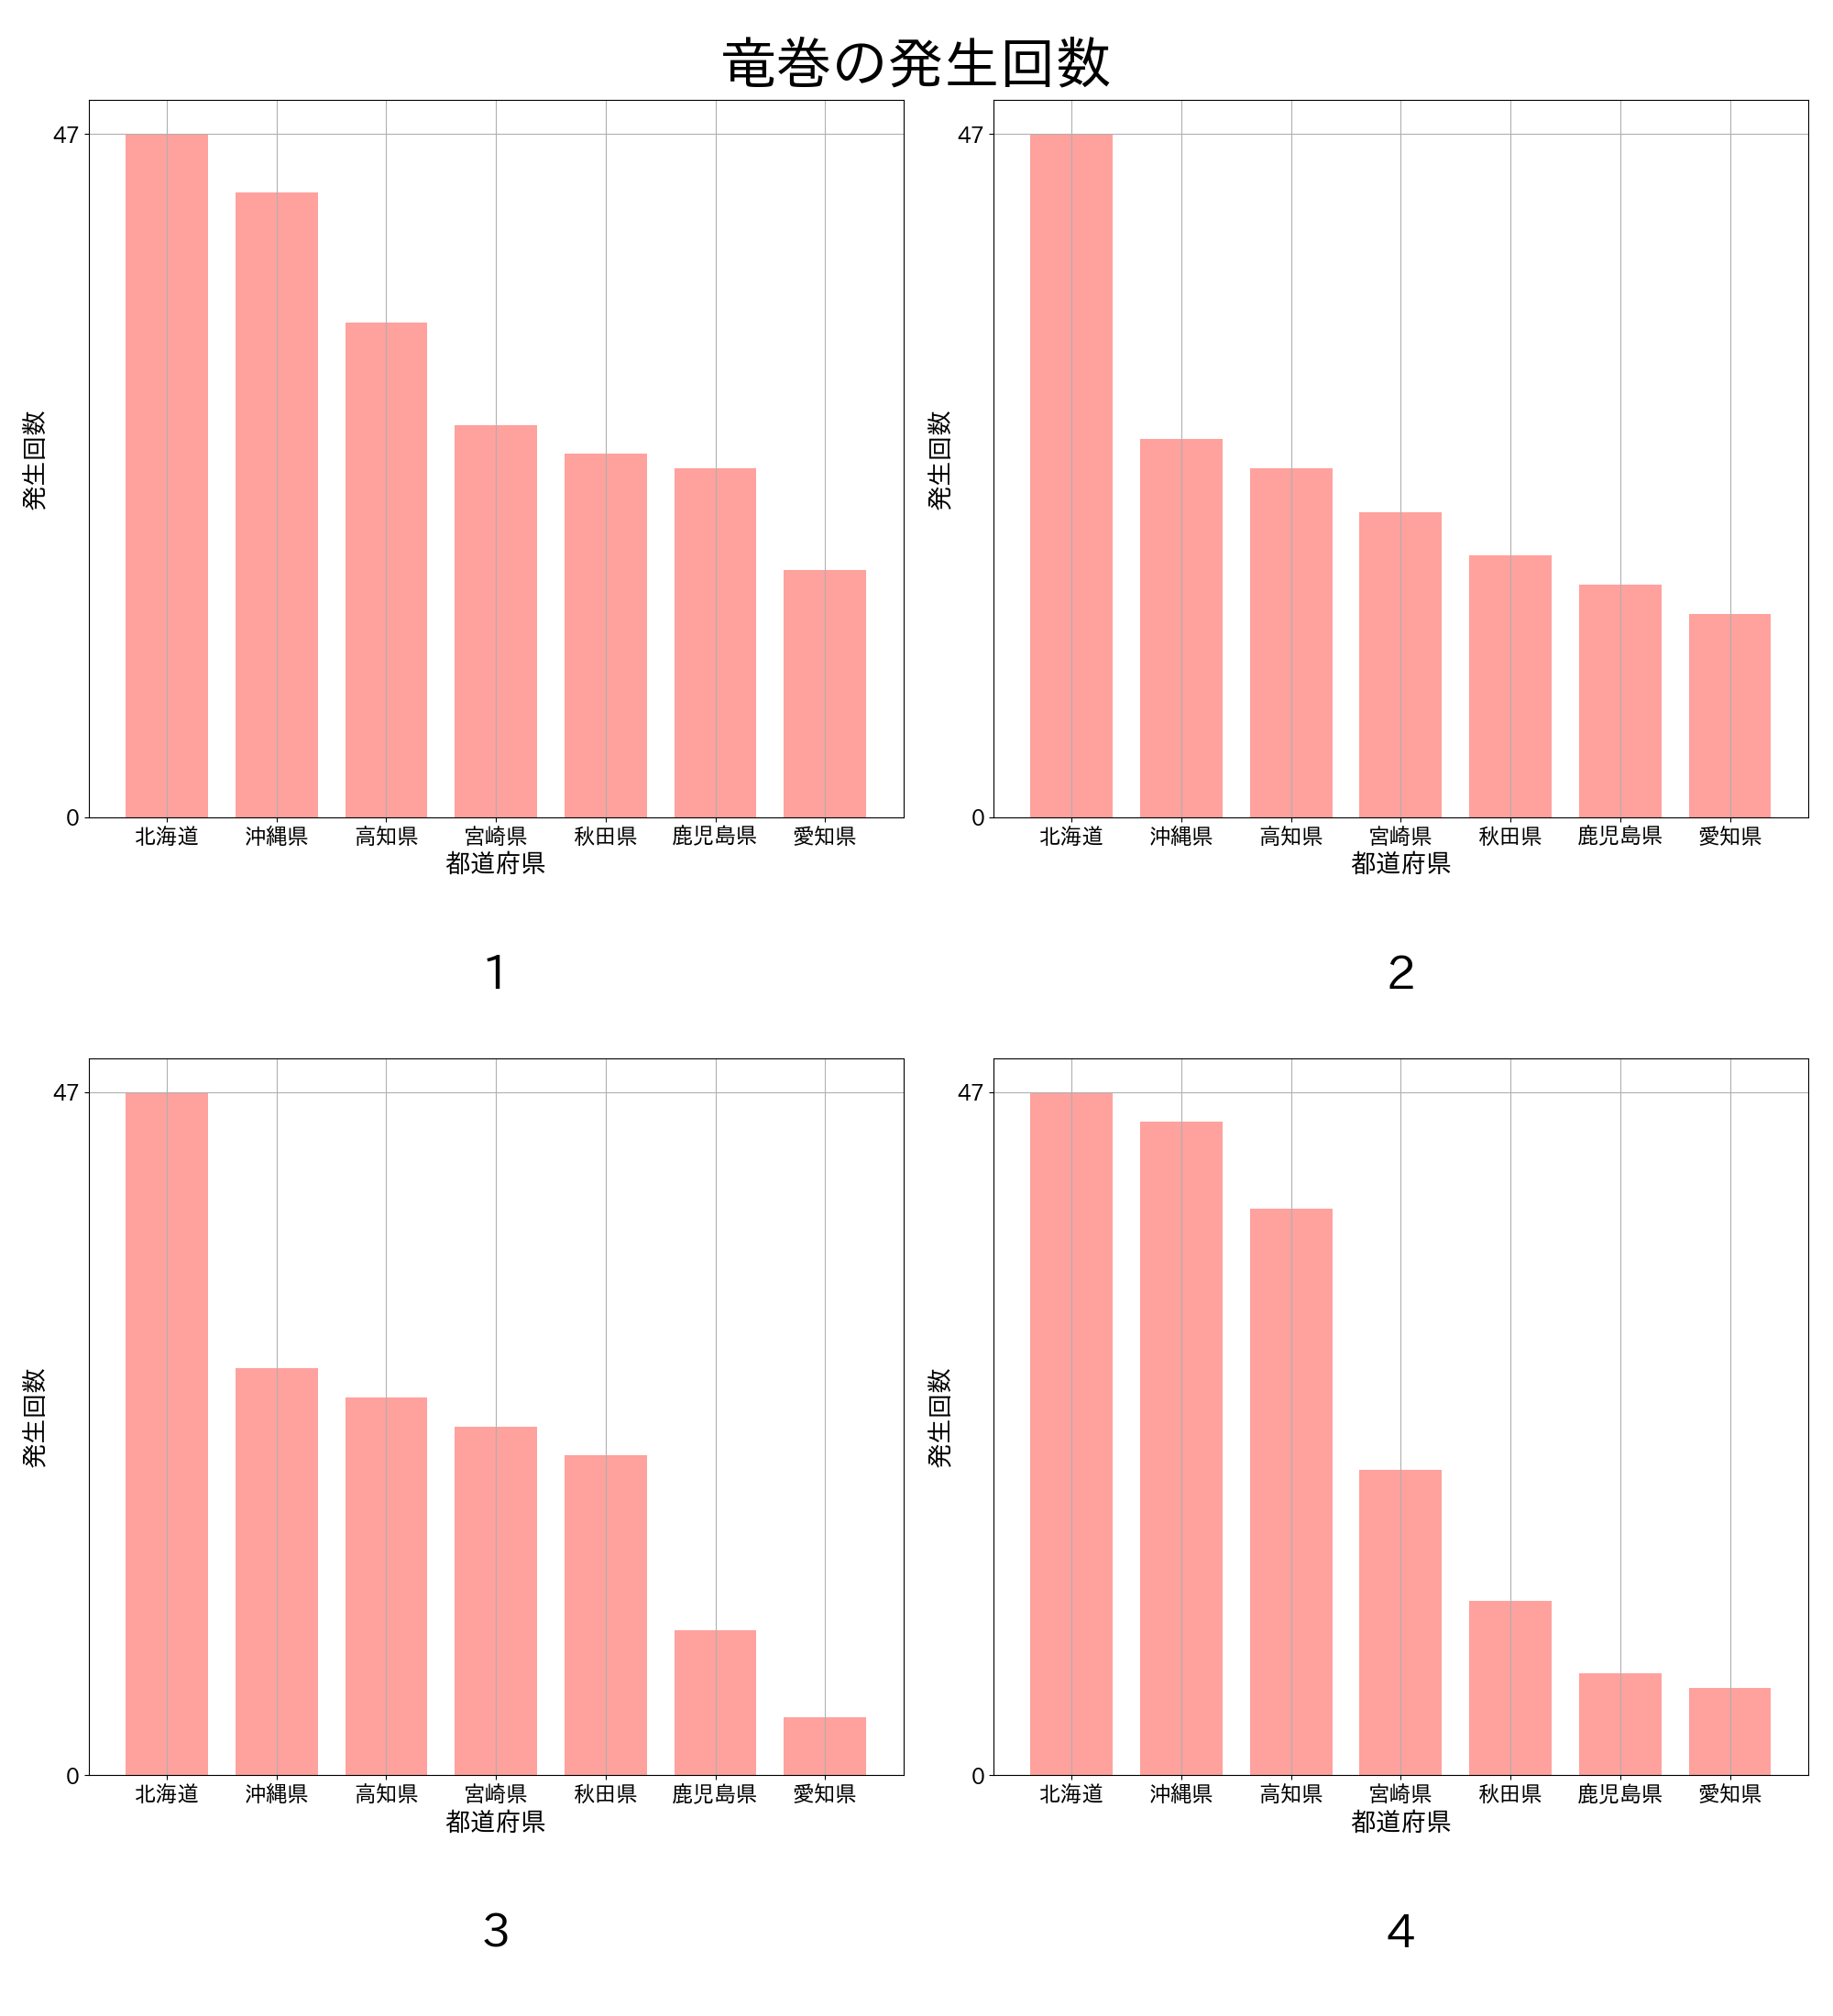 竜巻の発生回数
47
0
発生回数
北海道 沖縄県 高知県 宮崎県 秋田県 鹿児島県 愛知県
都道府県
1
47
0
発生回数
北海道 沖縄県 高知県 宮崎県 秋田県 鹿児島県 愛知県
都道府県
2
47
0
発生回数
北海道 沖縄県 高知県 宮崎県 秋田県 鹿児島県 愛知県
都道府県
3
47
0
発生回数
北海道 沖縄県 高知県 宮崎県 秋田県 鹿児島県 愛知県
都道府県
4